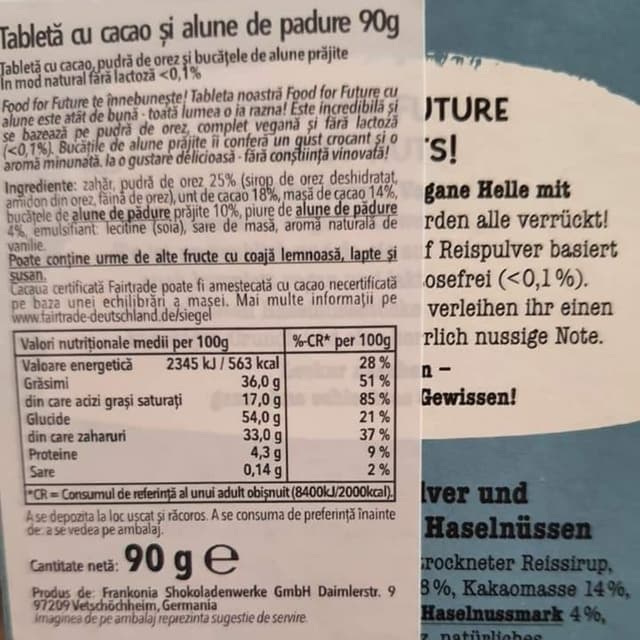 Tabletă cu cacao și alune de padure 90g
Tabletă cu cacao, pudră de orez și bucățele de alune prăjite
În mod natural fără lactoză <0,1%
Food for Future te înnebunește! Tableta noastră Food for Future cu
alune este atât de bună - toată lumea o ia razna! Este incredibilă și
se bazează pe pudră de orez, complet vegană și fără lactoză
(<0,1%). Bucățile de alune prăjite îi conferă un gust crocant și o
aromă minunată. Ia o gustare delicioasă - fără conștiință vinovată!
Ingrediente: zahăr, pudră de orez 25% (sirop de orez deshidratat,
amidon din orez, făină de orez), unt de cacao 18%, masă de cacao 14%,
bucățele de alune de pădure prăjite 10%, piure de alune de pădure
4%, emulsifiant: lecitine (soia), sare de masă, aromă naturală de
vanilie.
Poate conține urme de alte fructe cu coajă lemnoasă, lapte și
susan.
Cacaua certificată Fairtrade poate fi amestecată cu cacao necertificată
pe baza unei echilibrări a masei. Mai multe informații pe
www.fairtrade-deutschland.de/siegel
Valori nutriționale medii per 100g %-CR* per 100g
Valoare energetică 2345 kJ / 563 kcal 28 %
Grăsimi 36,0 g 51 %
din care acizi grași saturați 17,0 g 85 %
Glucide 54,0 g 21 %
din care zaharuri 33,0 g 37 %
Proteine 4,3 g 9 %
Sare 0,14 g 2 %
*CR = Consumul de referință al unui adult obișnuit (8400kJ/2000kcal).
A se depozita la loc uscat și răcoros. A se consuma de preferință înainte
de: a se vedea pe ambalaj.
Cantitate netă: 90 g e
Produs de: Frankonia Shokoladenwerke GmbH Daimlerstr. 9
97209 Vetschöchheim, Germania
Imaginea de pe ambalaj reprezintă sugestie de servire.
UTURE
S!
gane Helle mit
rden alle verrückt!
f Reispulver basiert
osefrei (<0,1%).
verleihen ihr einen
rlich nussige Note.
n –
Gewissen!
lver und
Haselnüssen
trockneter Reissirup,
8%, Kakaomasse 14%,
Haselnussmark 4%,
natürliches